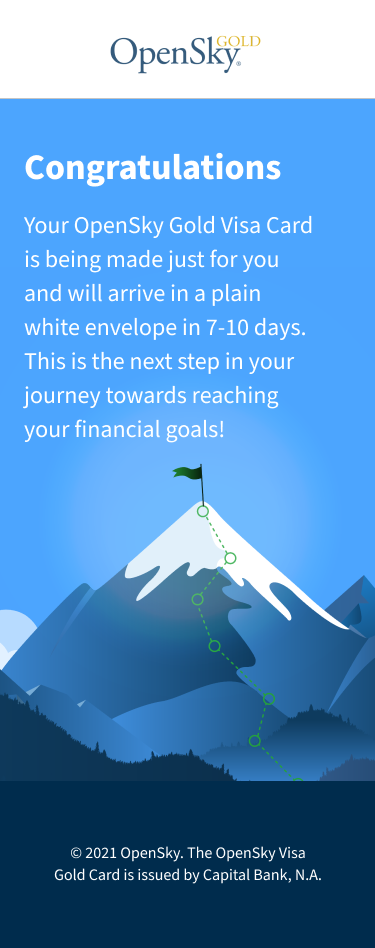 OpenSky GOLD®
Congratulations
Your OpenSky Gold Visa Card
is being made just for you
and will arrive in a plain
white envelope in 7-10 days.
This is the next step in your
journey towards reaching
your financial goals!
© 2021 OpenSky. The OpenSky Visa
Gold Card is issued by Capital Bank, N.A.